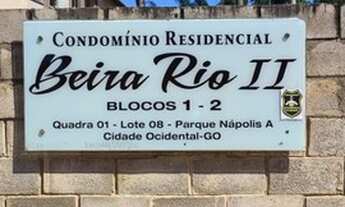 CONDOMÍNIO RESIDENCIAL
Beira Rio II
BLOCOS 1 - 2
Quadra 01 - Lote 08 - Parque Nápolis A
Cidade Ocidental-GO